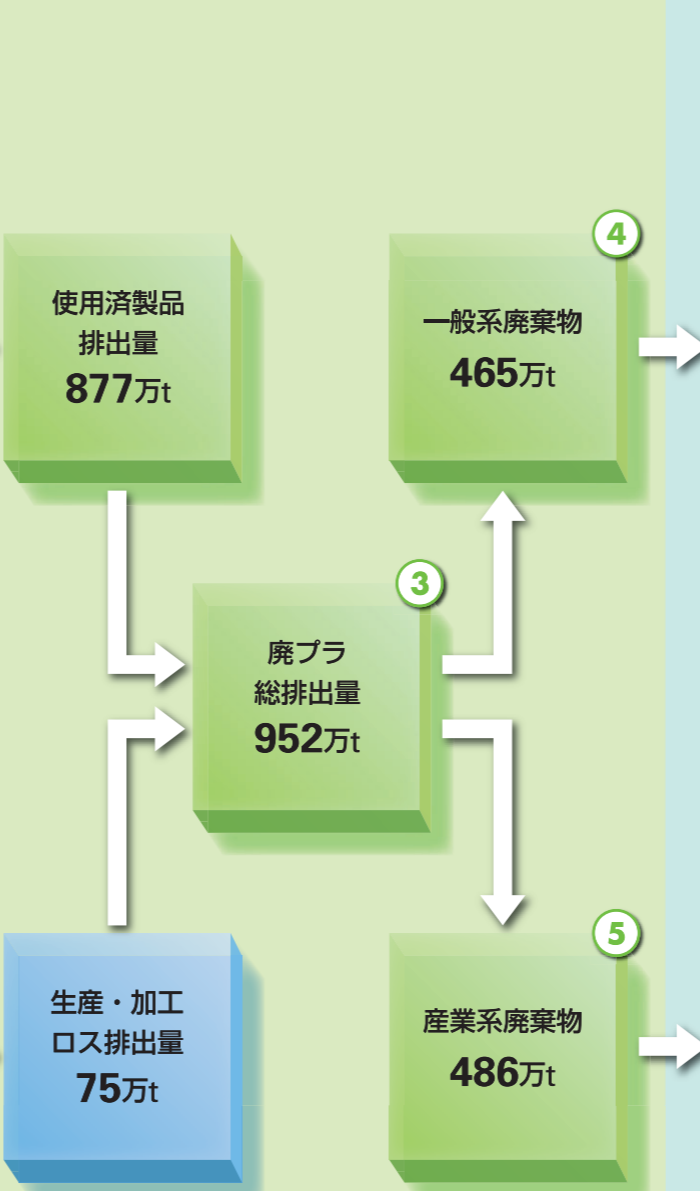 使用済製品
排出量
877万t
④
一般系廃棄物
465万t
③
廃プラ
総排出量
952万t
生産・加工
ロス排出量
75万t
⑤
産業系廃棄物
486万t